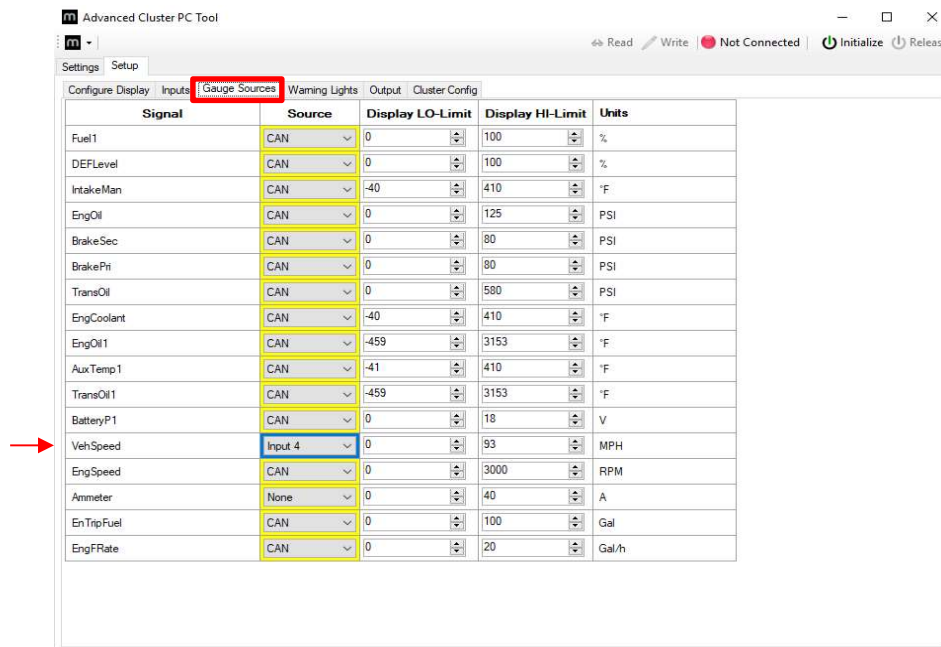 m Advanced Cluster PC Tool
m Read Write Not Connected Initialize Releas
Settings Setup
Configure Display Inputs Gauge Sources Warning Lights Output Cluster Config
Signal Source Display LO-Limit Display HI-Limit Units
Fuel1 CAN 0 100 %
DEFLevel CAN 0 100 %
IntakeMan CAN -40 410 °F
EngOil CAN 0 125 PSI
BrakeSec CAN 0 80 PSI
BrakePri CAN 0 80 PSI
TransOil CAN 0 580 PSI
EngCoolant CAN -40 410 °F
EngOil1 CAN -459 3153 °F
AuxTemp1 CAN -41 410 °F
TransOil1 CAN -459 3153 °F
BatteryP1 CAN 0 18 V
VehSpeed Input 4 0 93 MPH
EngSpeed CAN 0 3000 RPM
Ammeter None 0 40 A
EnTripFuel CAN 0 100 Gal
EngFRate CAN 0 20 Gal/h